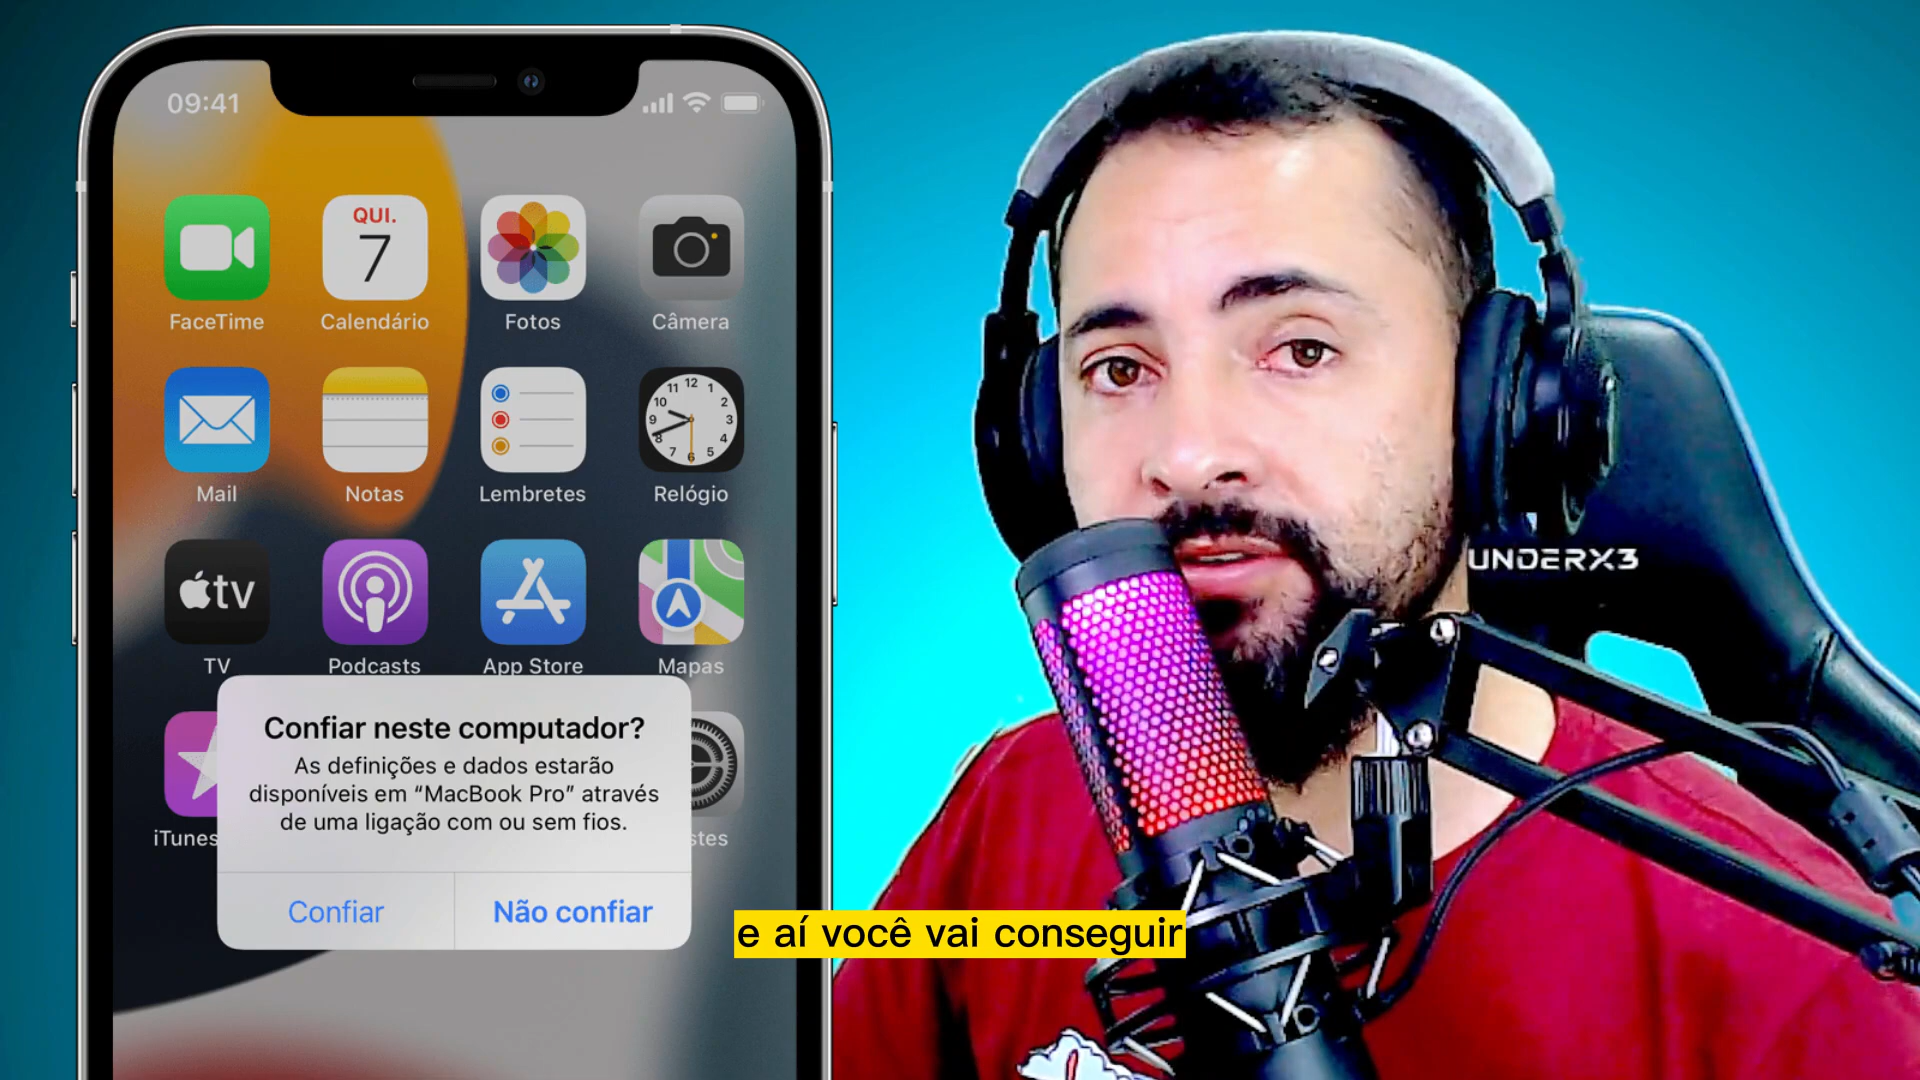 09:41
QUI.
7
FaceTime
Calendário
Fotos
Câmera
12
11
1
10
2
9
3
8
4
7
6
5
Mail
Notas
Lembretes
Relógio
tv
TV
Podcasts
App Store
Mapas
UNDERX3
Confiar neste computador?
As definições e dados estarão
disponíveis em “MacBook Pro” através
de uma ligação com ou sem fios.
iTunes
stes
Confiar
Não confiar
e aí você vai conseguir